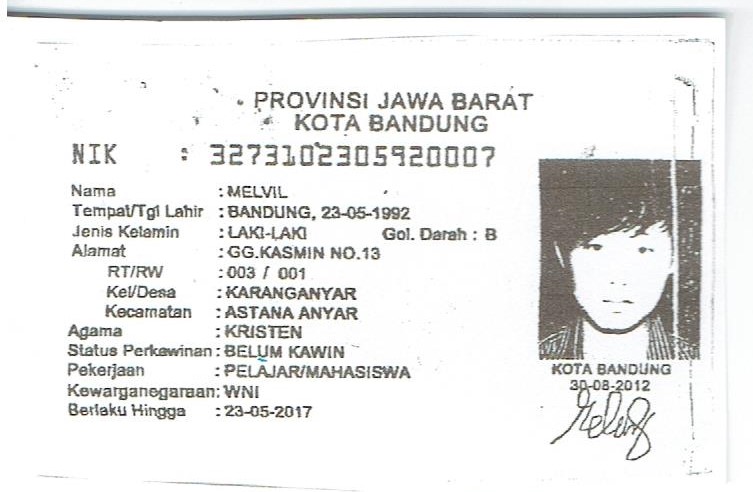 PROVINSI JAWA BARAT
KOTA BANDUNG
NIK : 3273102305920007
Nama : MELVIL
Tempat/Tgl Lahir : BANDUNG, 23-05-1992
Jenis Kelamin : LAKI-LAKI Gol. Darah : B
Alamat : GG.KASMIN NO.13
RT/RW : 003 / 001
Kel/Desa : KARANGANYAR
Kecamatan : ASTANA ANYAR
Agama : KRISTEN
Status Perkawinan : BELUM KAWIN
Pekerjaan : PELAJAR/MAHASISWA
Kewarganegaraan: WNI
Berlaku Hingga : 23-05-2017
KOTA BANDUNG
30-08-2012